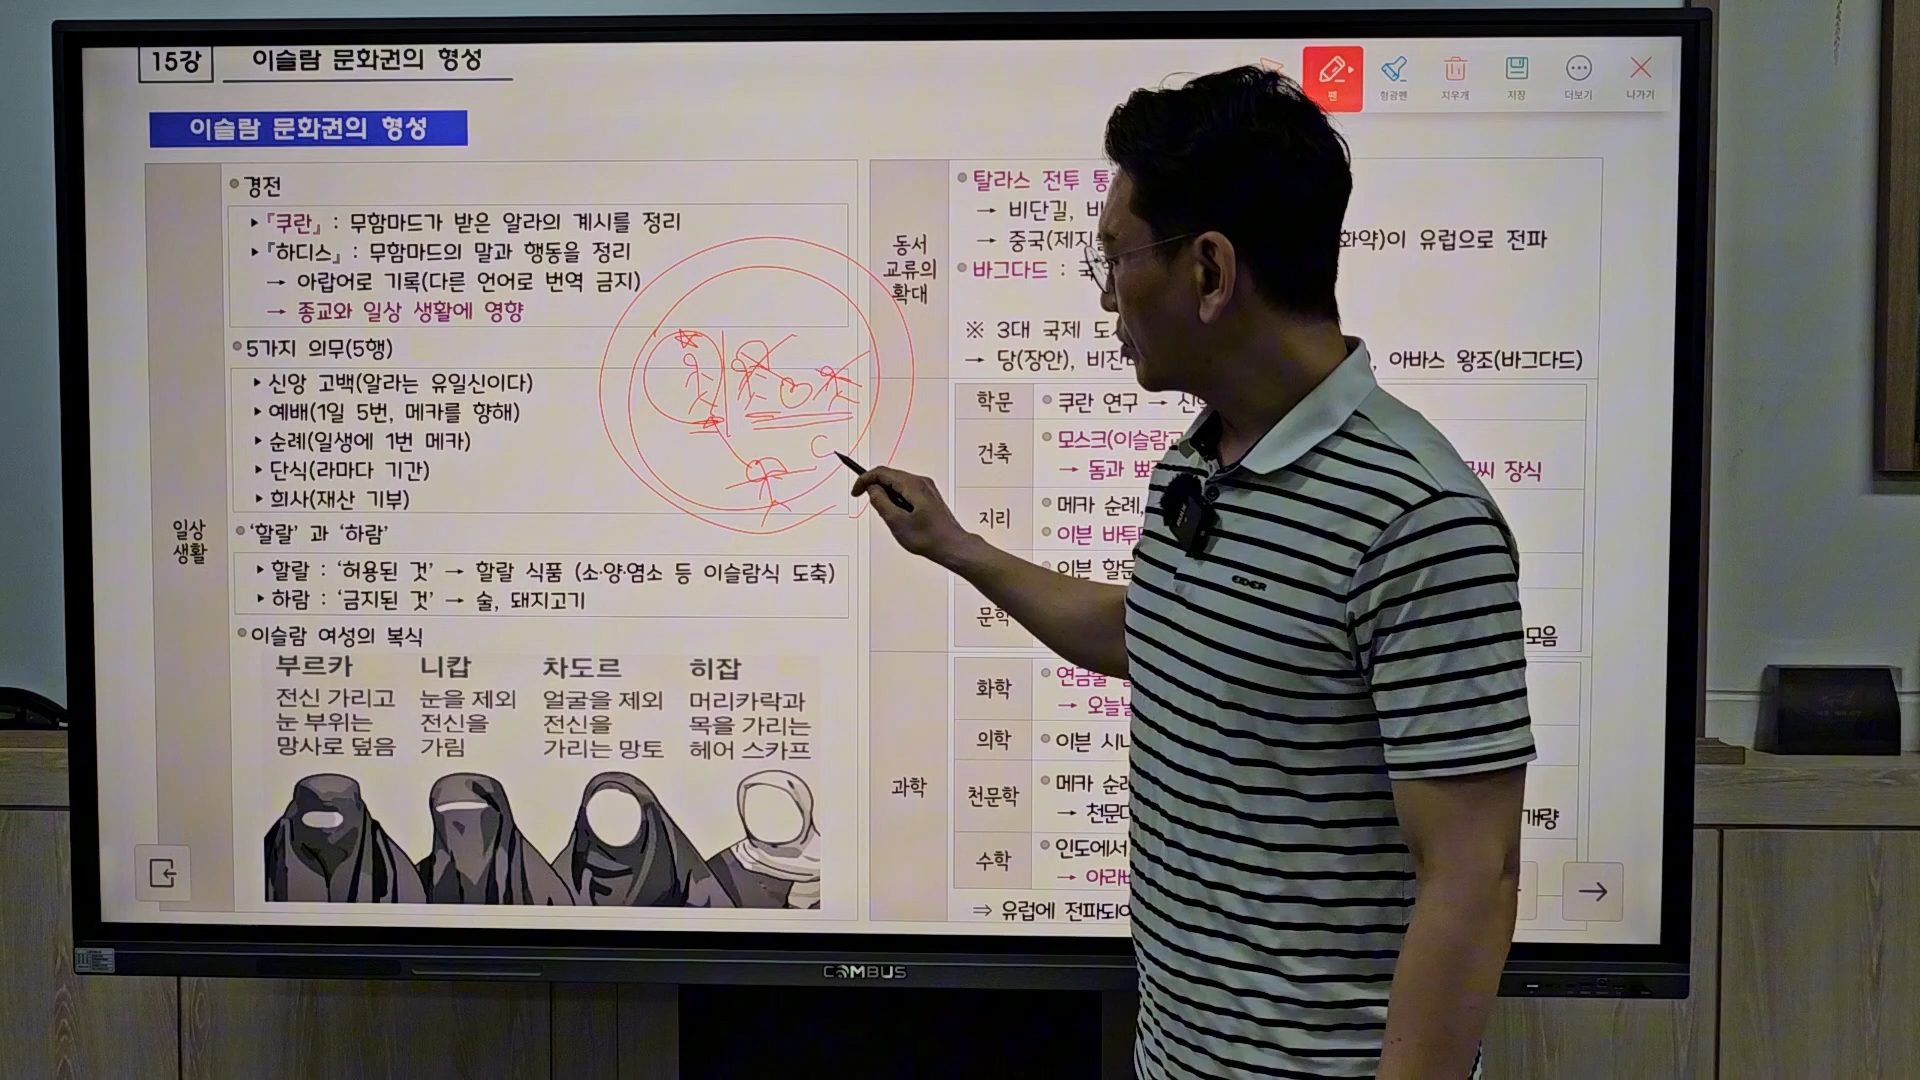 15강
이슬람 문화권의 형성
펜
형광펜
지우개
저장
더보기
나가기
이슬람 문화권의 형성
일상
생활
경전
『쿠란』 : 무함마드가 받은 알라의 계시를 정리
『하디스』 : 무함마드의 말과 행동을 정리
→ 아랍어로 기록(다른 언어로 번역 금지)
→ 종교와 일상 생활에 영향
5가지 의무(5행)
신앙 고백(알라는 유일신이다)
예배(1일 5번, 메카를 향해)
순례(일생에 1번 메카)
단식(라마다 기간)
희사(재산 기부)
'할랄' 과 '하람'
할랄 : '허용된 것' → 할랄 식품 (소·양·염소 등 이슬람식 도축)
하람 : '금지된 것' → 술, 돼지고기
이슬람 여성의 복식
부르카
전신 가리고
눈 부위는
망사로 덮음
니캅
눈을 제외
전신을
가림
차도르
얼굴을 제외
전신을
가리는 망토
히잡
머리카락과
목을 가리는
헤어 스카프
동서
교류의
확대
탈라스 전투
→ 비단길,
→ 중국(제지술 화약)이 유럽으로 전파
바그다드 :
※ 3대 국제
→ 당(장안), , 아바스 왕조(바그다드)
학문
쿠란 연구 →
건축
모스크(이슬람교
→ 돔과 장식
지리
메카 순례,
이븐 바투타
이븐 할둔
문학
모음
과학
화학
연금술
→ 오늘날
의학
이븐 시나
천문학
메카 순례
→ 천문대 개량
수학
인도에서
→ 아라비
⇒ 유럽에 전파되어
EIDER
CAMBUS